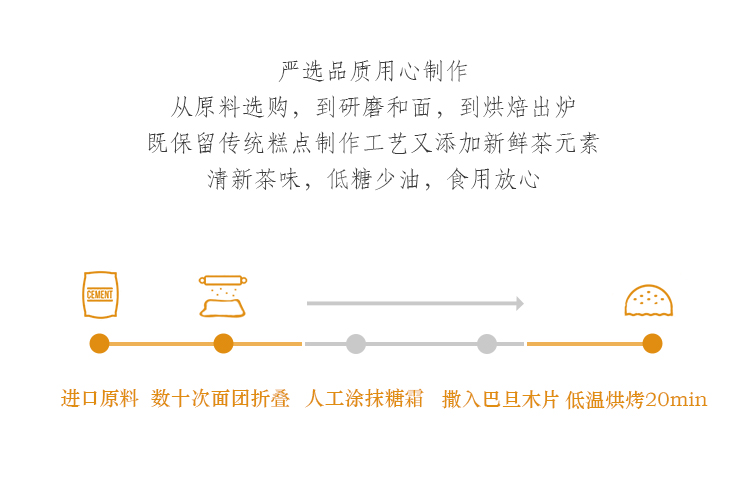 严选品质用心制作
从原料选购，到研磨和面，到烘焙出炉
既保留传统糕点制作工艺又添加新鲜茶元素
清新茶味，低糖少油，食用放心
CEMENT
进口原料 数十次面团折叠 人工涂抹糖霜 撒入巴旦木片 低温烘烤20min